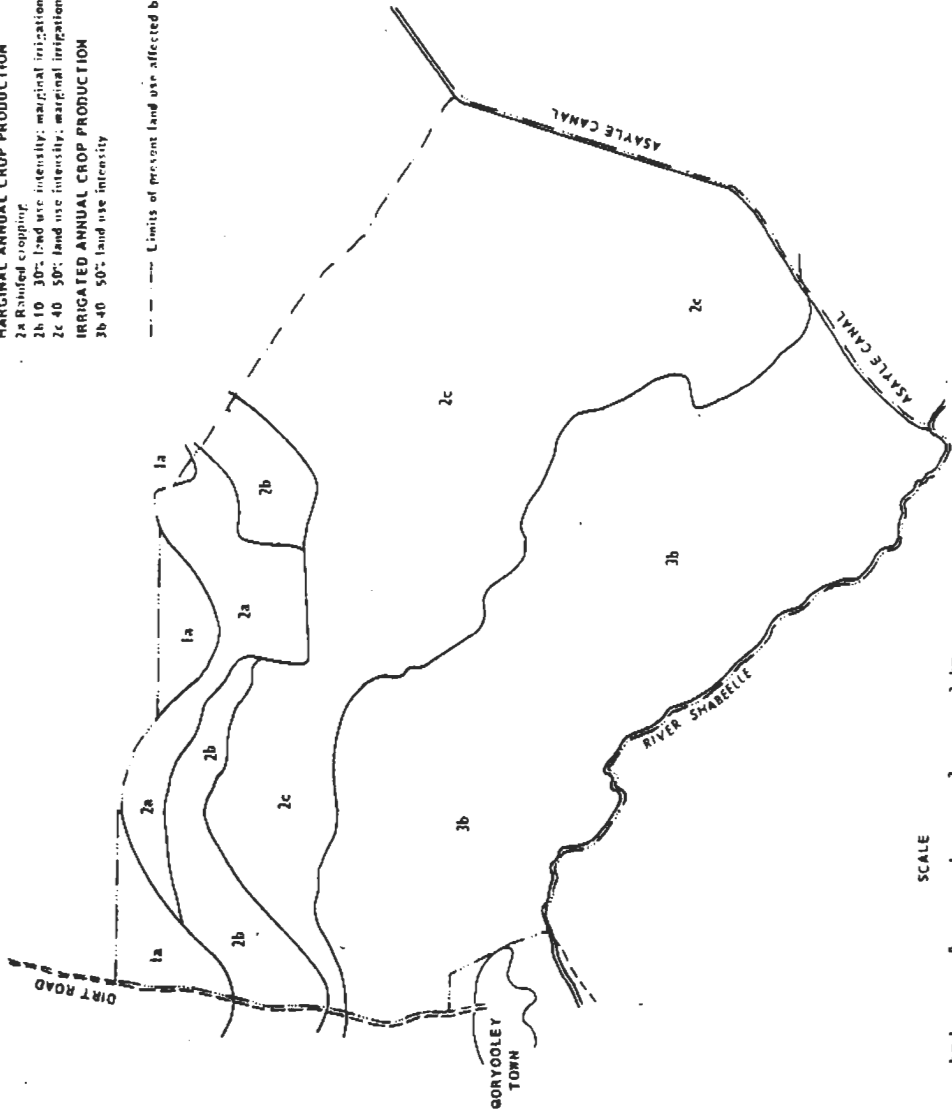 MARGINAL ANNUAL CROP PRODUCTION
2a Rainfed cropping
2b 10 30% land use intensity; marginal irrigation
2c 40 50% land use intensity; marginal irrigation
IRRIGATED ANNUAL CROP PRODUCTION
3b 40 50% land use intensity
Limits of present land use affected b
DIRT ROAD
1a
1a
1a
2a
2a
2b
2b
2b
2c
2c
2c
3b
3b
ASAYLE CANAL
ASAYLE CANAL
RIVER SHABEELLE
QORYOOLEY
TOWN
SCALE